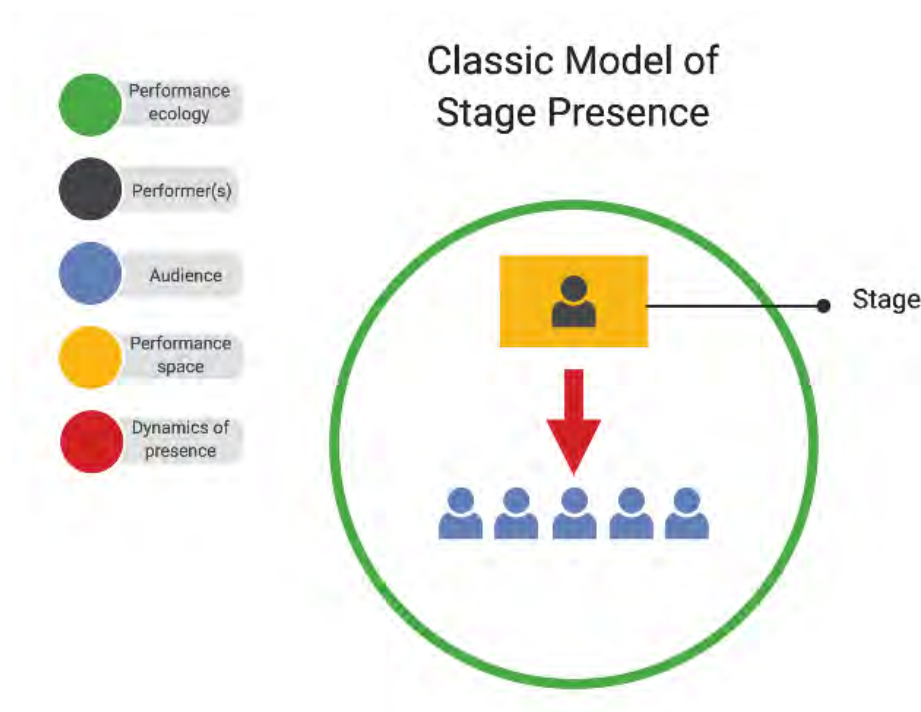 Classic Model of
Stage Presence
Performance
ecology
Performer(s)
Audience
Performance
space
Dynamics of
presence
Stage